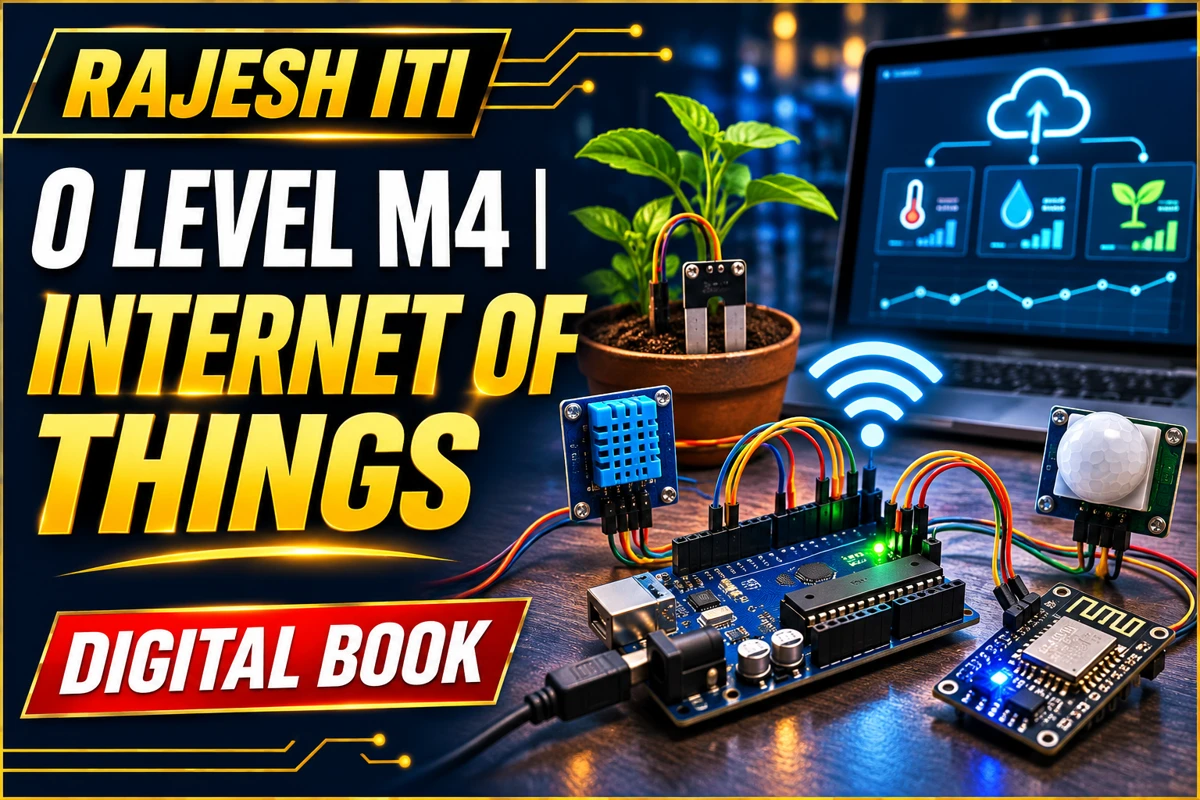 RAJESH ITI
O LEVEL M4 |
INTERNET OF
THINGS
DIGITAL BOOK